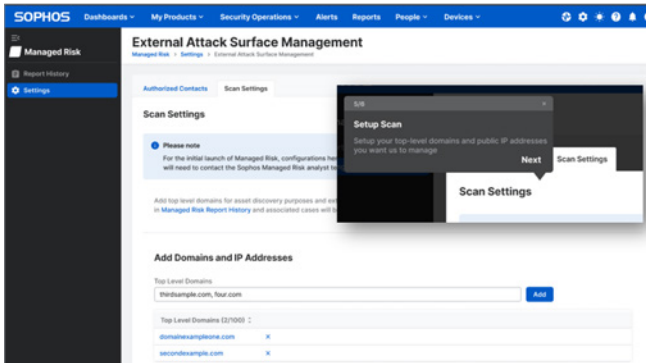 SOPHOS Dashboards My Products Security Operations Alerts Reports People Devices
Managed Risk
Report History
Settings
External Attack Surface Management
Managed Risk > Settings > External Attack Surface Management
Authorized Contacts Scan Settings
Scan Settings
Please note
For the initial launch of Managed Risk, configurations
will need to contact the Sophos Managed Risk analyst
Add top level domains for asset discovery purposes and
in Managed Risk Report History and associated cases will
5/8 ×
Setup Scan
Setup your top-level domains and public IP addresses
you want us to manage
Next
Scan Settings
Scan Settings
Add Domains and IP Addresses
Top Level Domains
thirdsample.com, four.com
Add
Top Level Domains (2/100)
domainexampleone.com ×
secondexample.com ×